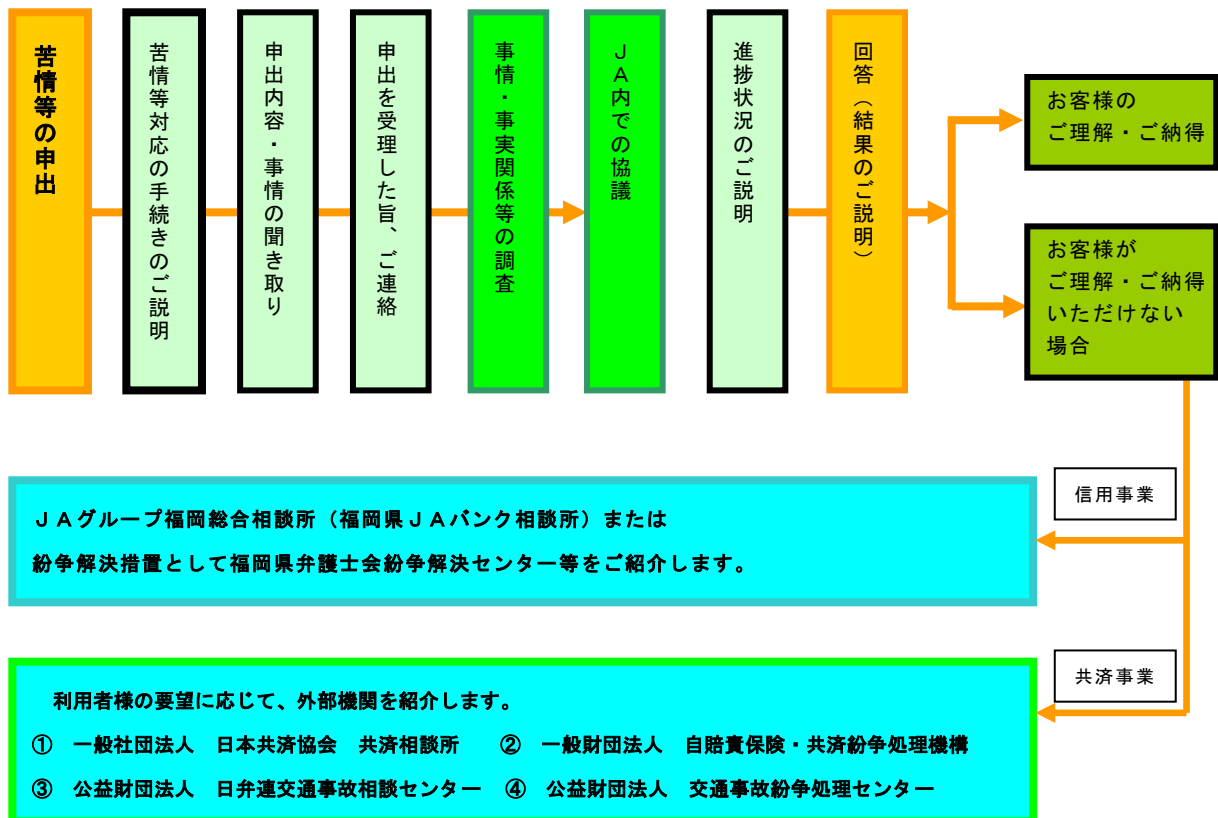 苦情等の申出
苦情等対応の手続きのご説明
申出内容・事情の聞き取り
申出を受理した旨、ご連絡
事情・事実関係等の調査
ＪＡ内での協議
進捗状況のご説明
回答（結果のご説明）
お客様の
ご理解・ご納得
お客様が
ご理解・ご納得
いただけない
場合
信用事業
ＪＡグループ福岡総合相談所（福岡県ＪＡバンク相談所）または
紛争解決措置として福岡県弁護士会紛争解決センター等をご紹介します。
共済事業
利用者様の要望に応じて、外部機関を紹介します。
①　一般社団法人　日本共済協会　共済相談所　　②　一般財団法人　自賠責保険・共済紛争処理機構
③　公益財団法人　日弁連交通事故相談センター　④　公益財団法人　交通事故紛争処理センター